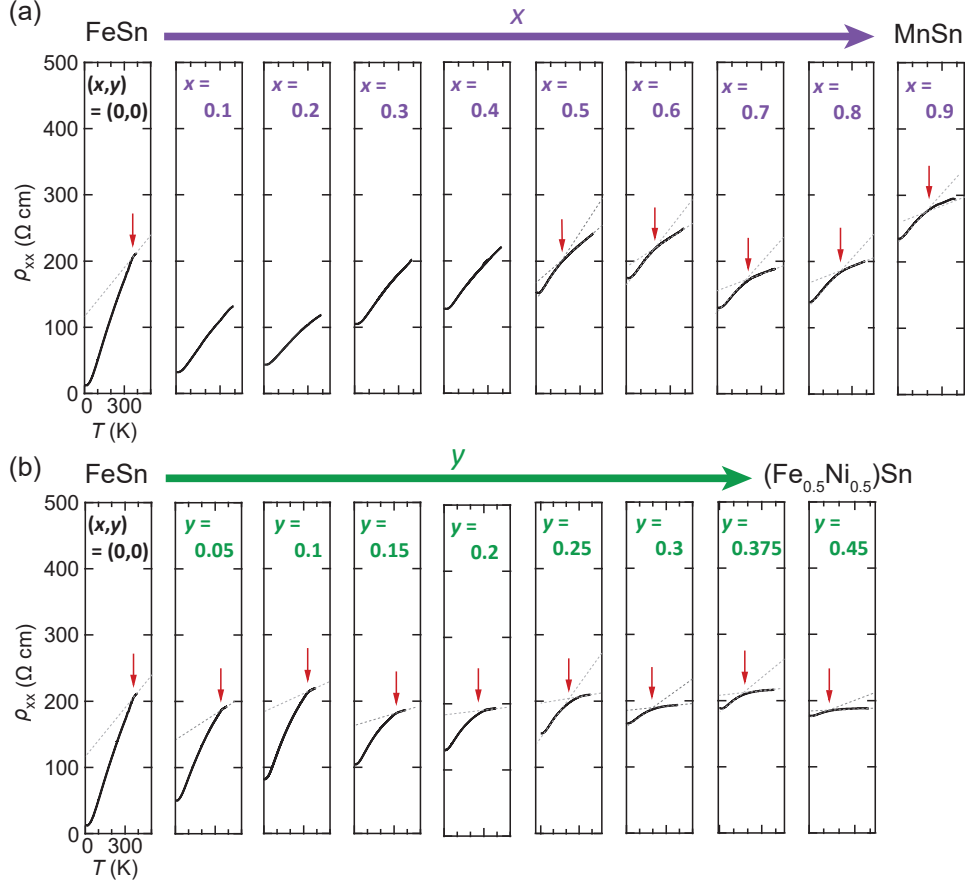 (a)
x
FeSn
MnSn
500
400
300
200
100
0
ρxx (Ω cm)
(x,y)
= (0,0)
x =
0.1
x =
0.2
x =
0.3
x =
0.4
x =
0.5
x =
0.6
x =
0.7
x =
0.8
x =
0.9
0 300
T (K)
(b)
y
FeSn
(Fe0.5Ni0.5)Sn
500
400
300
200
100
0
ρxx (Ω cm)
(x,y)
= (0,0)
y =
0.05
y =
0.1
y =
0.15
y =
0.2
y =
0.25
y =
0.3
y =
0.375
y =
0.45
0 300
T (K)